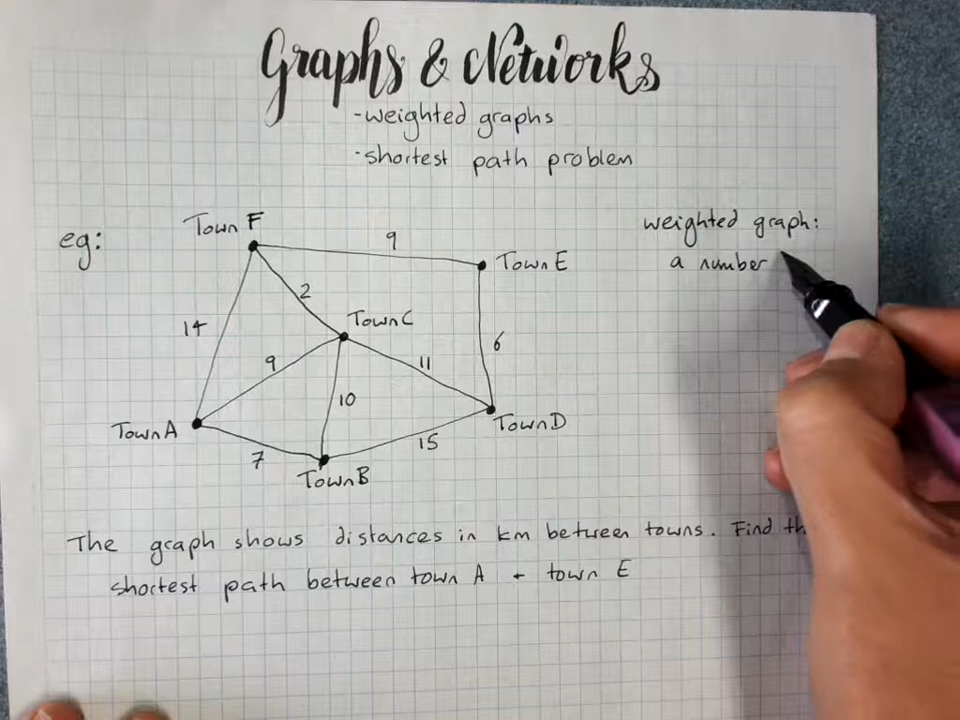 Graphs & Networks
-weighted graphs
-shortest path problem
eg:
Town F
9
Town E
weighted graph:
a number
2
Town C
14
9
11
6
10
Town A
Town D
7
15
Town B
The graph shows distances in km between towns. Find
shortest path between town A + town E